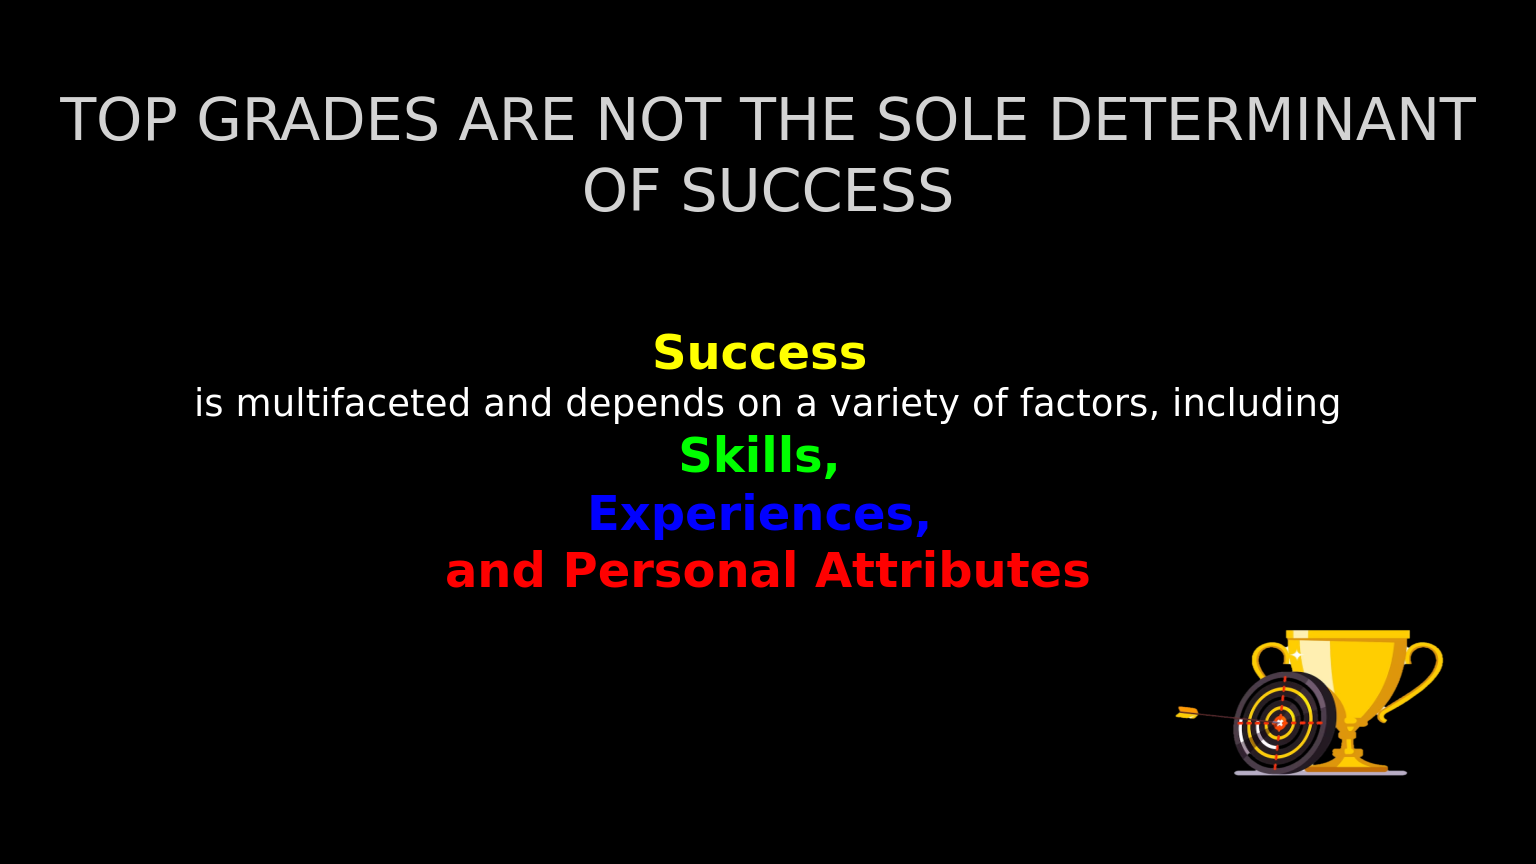 TOP GRADES ARE NOT THE SOLE DETERMINANT
OF SUCCESS
Success
is multifaceted and depends on a variety of factors, including
Skills,
Experiences,
and Personal Attributes